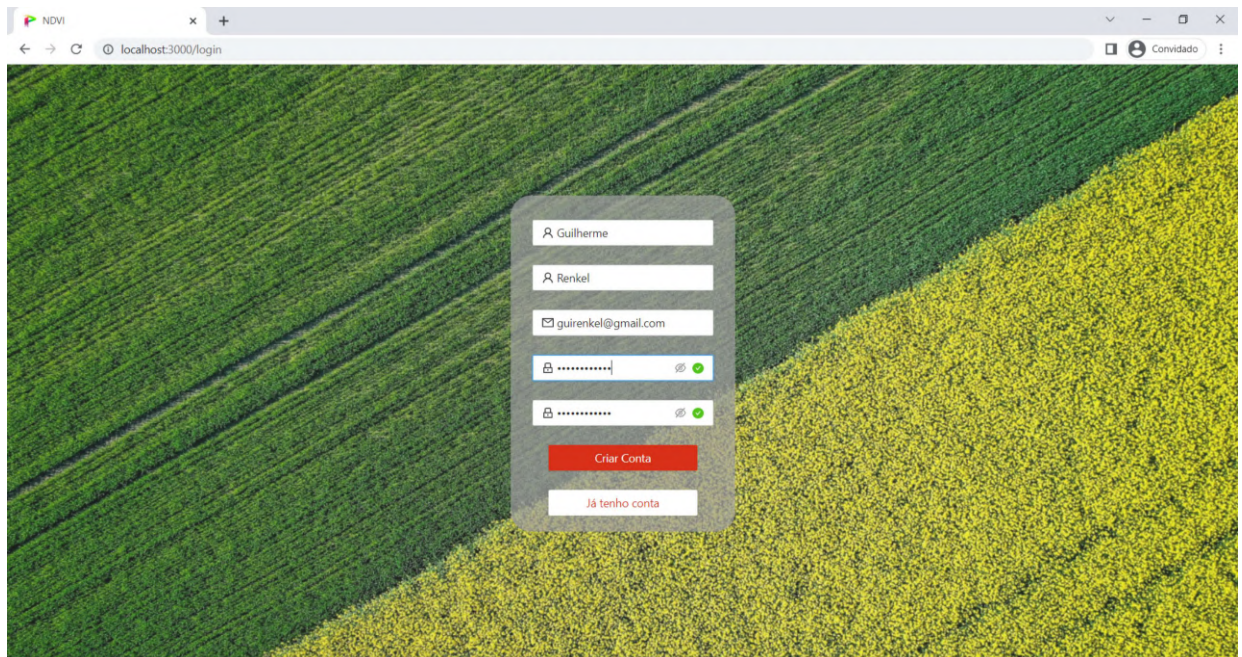 NDVI
localhost:3000/login
Convidado
Guilherme
Renkel
guirenkel@gmail.com
••••••••••••
••••••••••••
Criar Conta
Já tenho conta